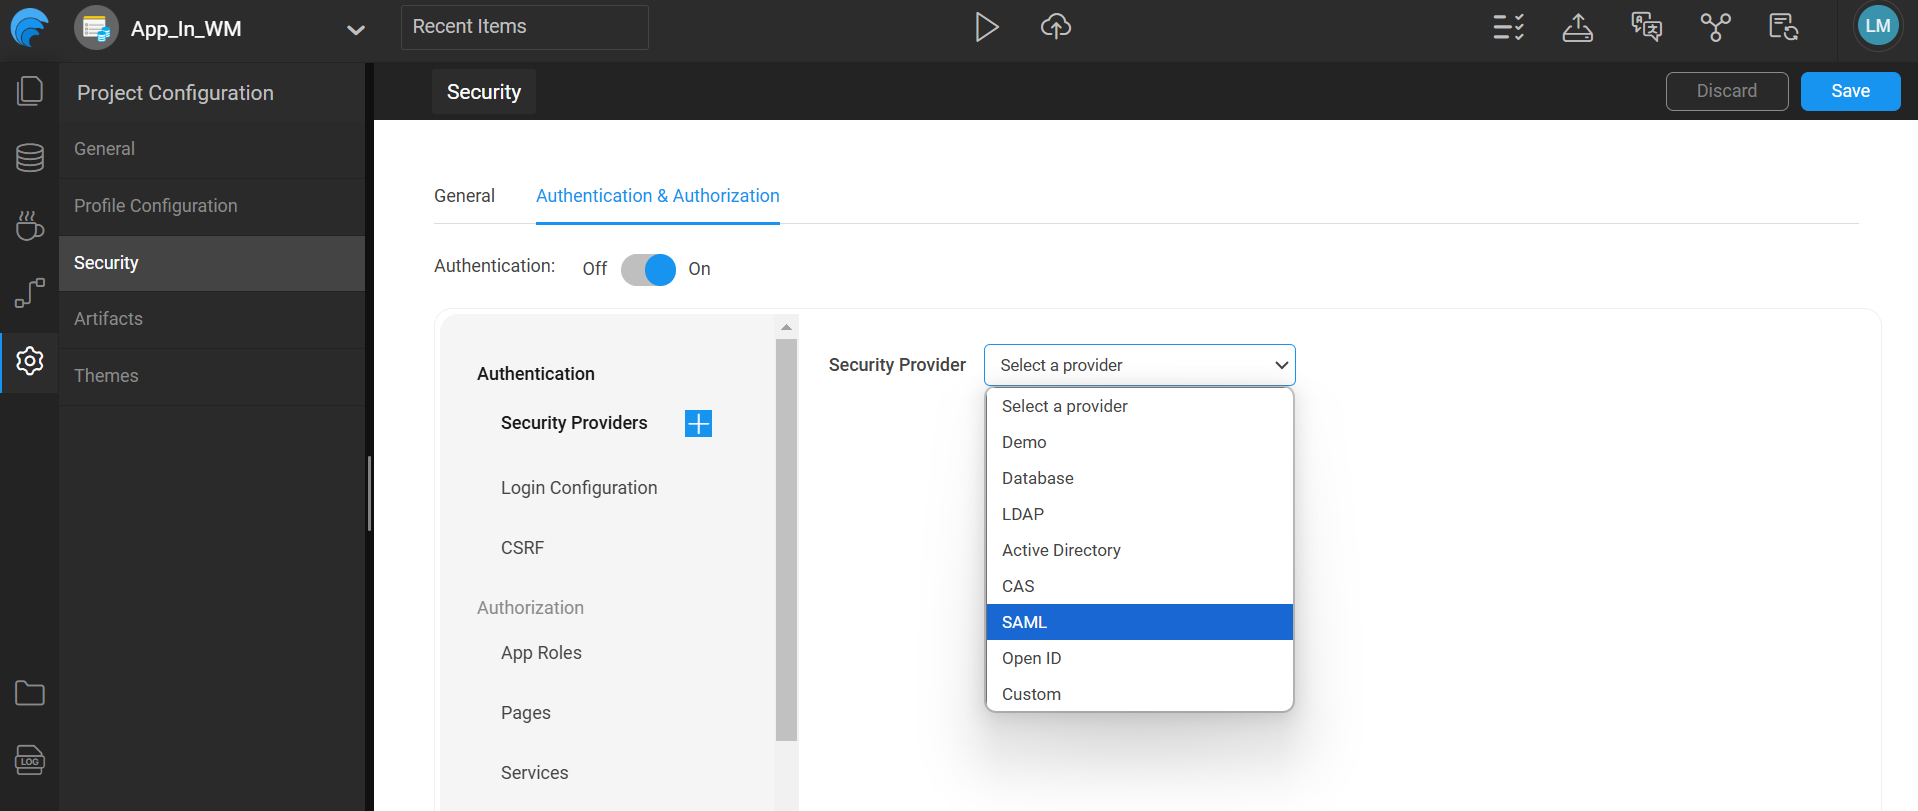 App_In_WM
Recent Items
LM
Project Configuration
General
Profile Configuration
Security
Artifacts
Themes
LOG
Security
Discard
Save
General
Authentication & Authorization
Authentication:
Off
On
Authentication
Security Providers
Login Configuration
CSRF
Authorization
App Roles
Pages
Services
Security Provider
Select a provider
Select a provider
Demo
Database
LDAP
Active Directory
CAS
SAML
Open ID
Custom